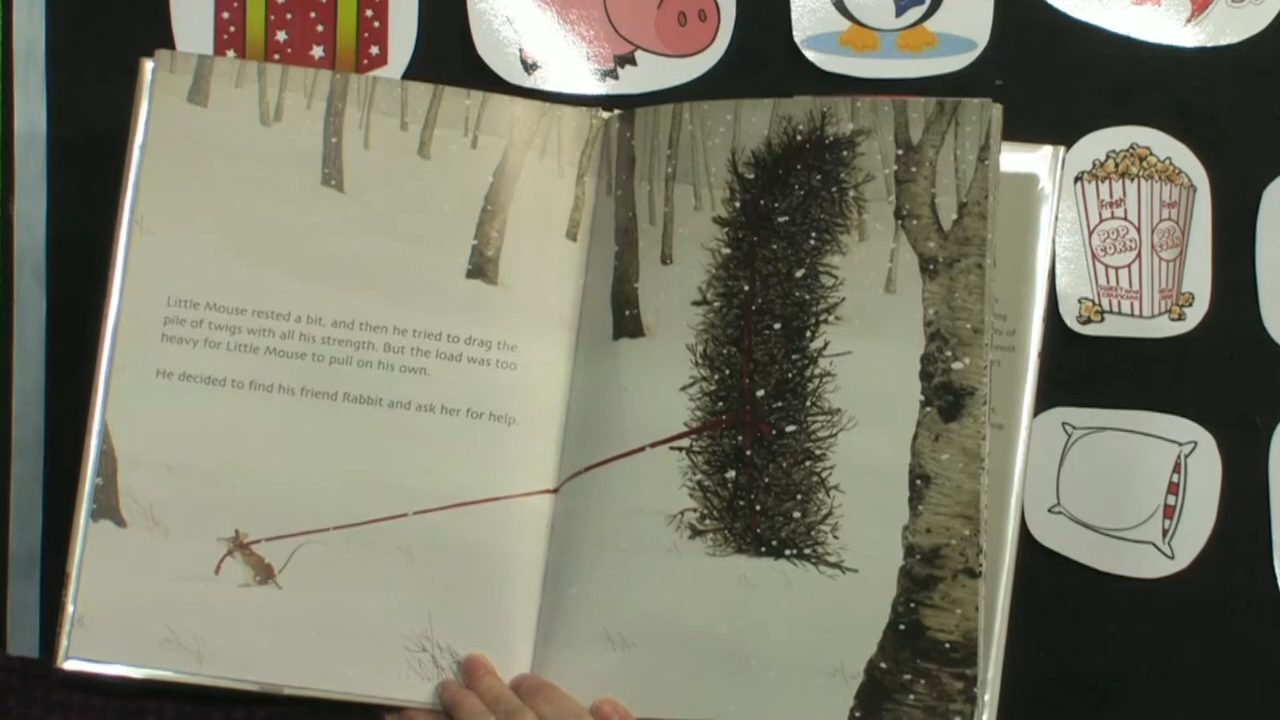 Little Mouse rested a bit, and then he tried to drag the
pile of twigs with all his strength. But the load was too
heavy for Little Mouse to pull on his own.
He decided to find his friend Rabbit and ask her for help.
Fresh Fresh
POP POP
CORN CORN